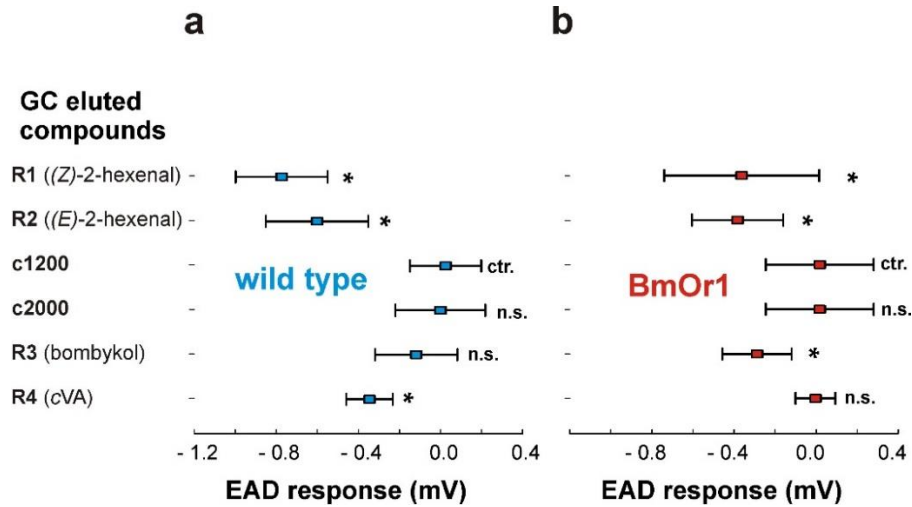 a b
GC eluted
compounds
R1 ((Z)-2-hexenal) * *
R2 ((E)-2-hexenal) * *
c1200 ctr. ctr.
wild type BmOr1
c2000 n.s. n.s.
R3 (bombykol) n.s. *
R4 (cVA) * n.s.
- 1.2 - 0.8 - 0.4 0.0 0.4 - 0.8 - 0.4 0.0 0.4
EAD response (mV) EAD response (mV)